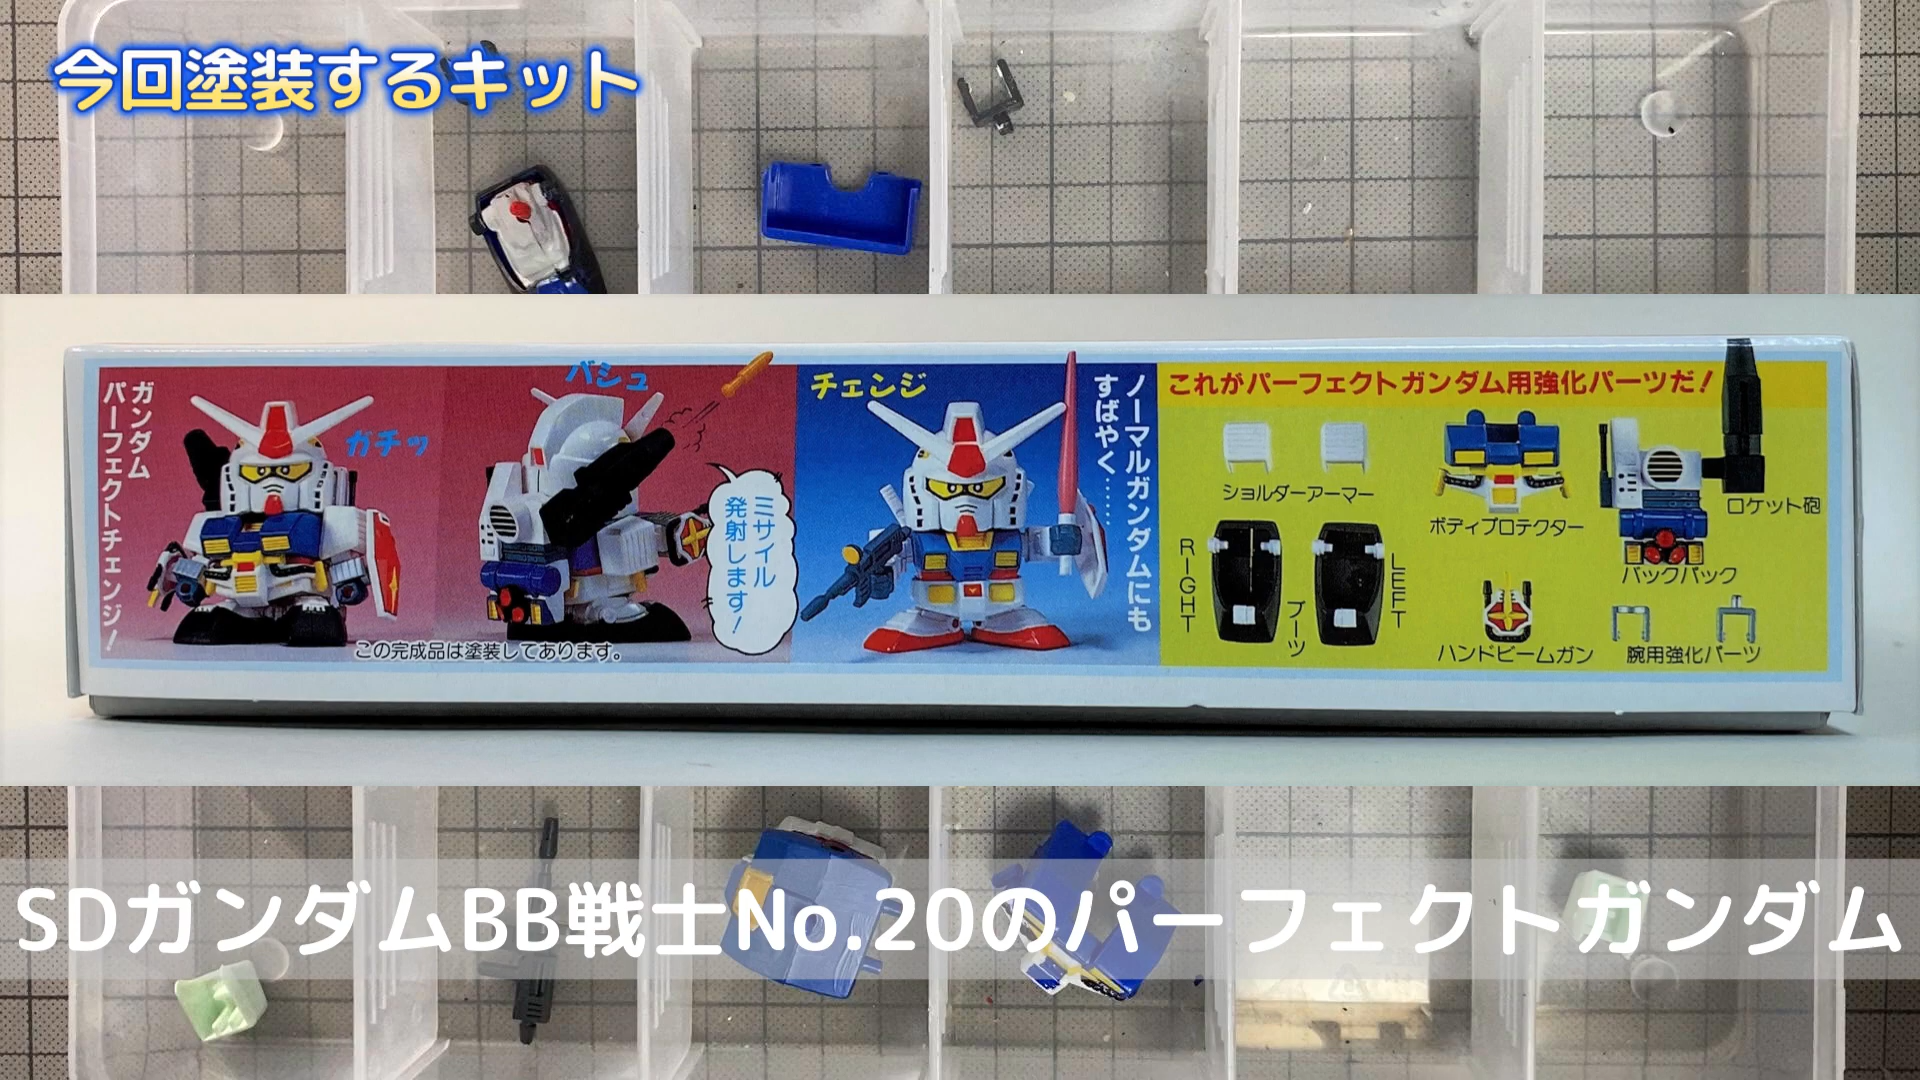 今回塗装するキット
ガンダム
パーフェクトチェンジ!
ガチッ
バシュ
ミサイル
発射します!
この完成品は塗装してあります。
チェンジ
ノーマルガンダムにも
すばやく……
これがパーフェクトガンダム用強化パーツだ!
ショルダーアーマー
ボディプロテクター
ロケット砲
バックパック
RIGHT
ブーツ
LEFT
ハンドビームガン
腕用強化パーツ
SDガンダムBB戦士No.20のパーフェクトガンダム